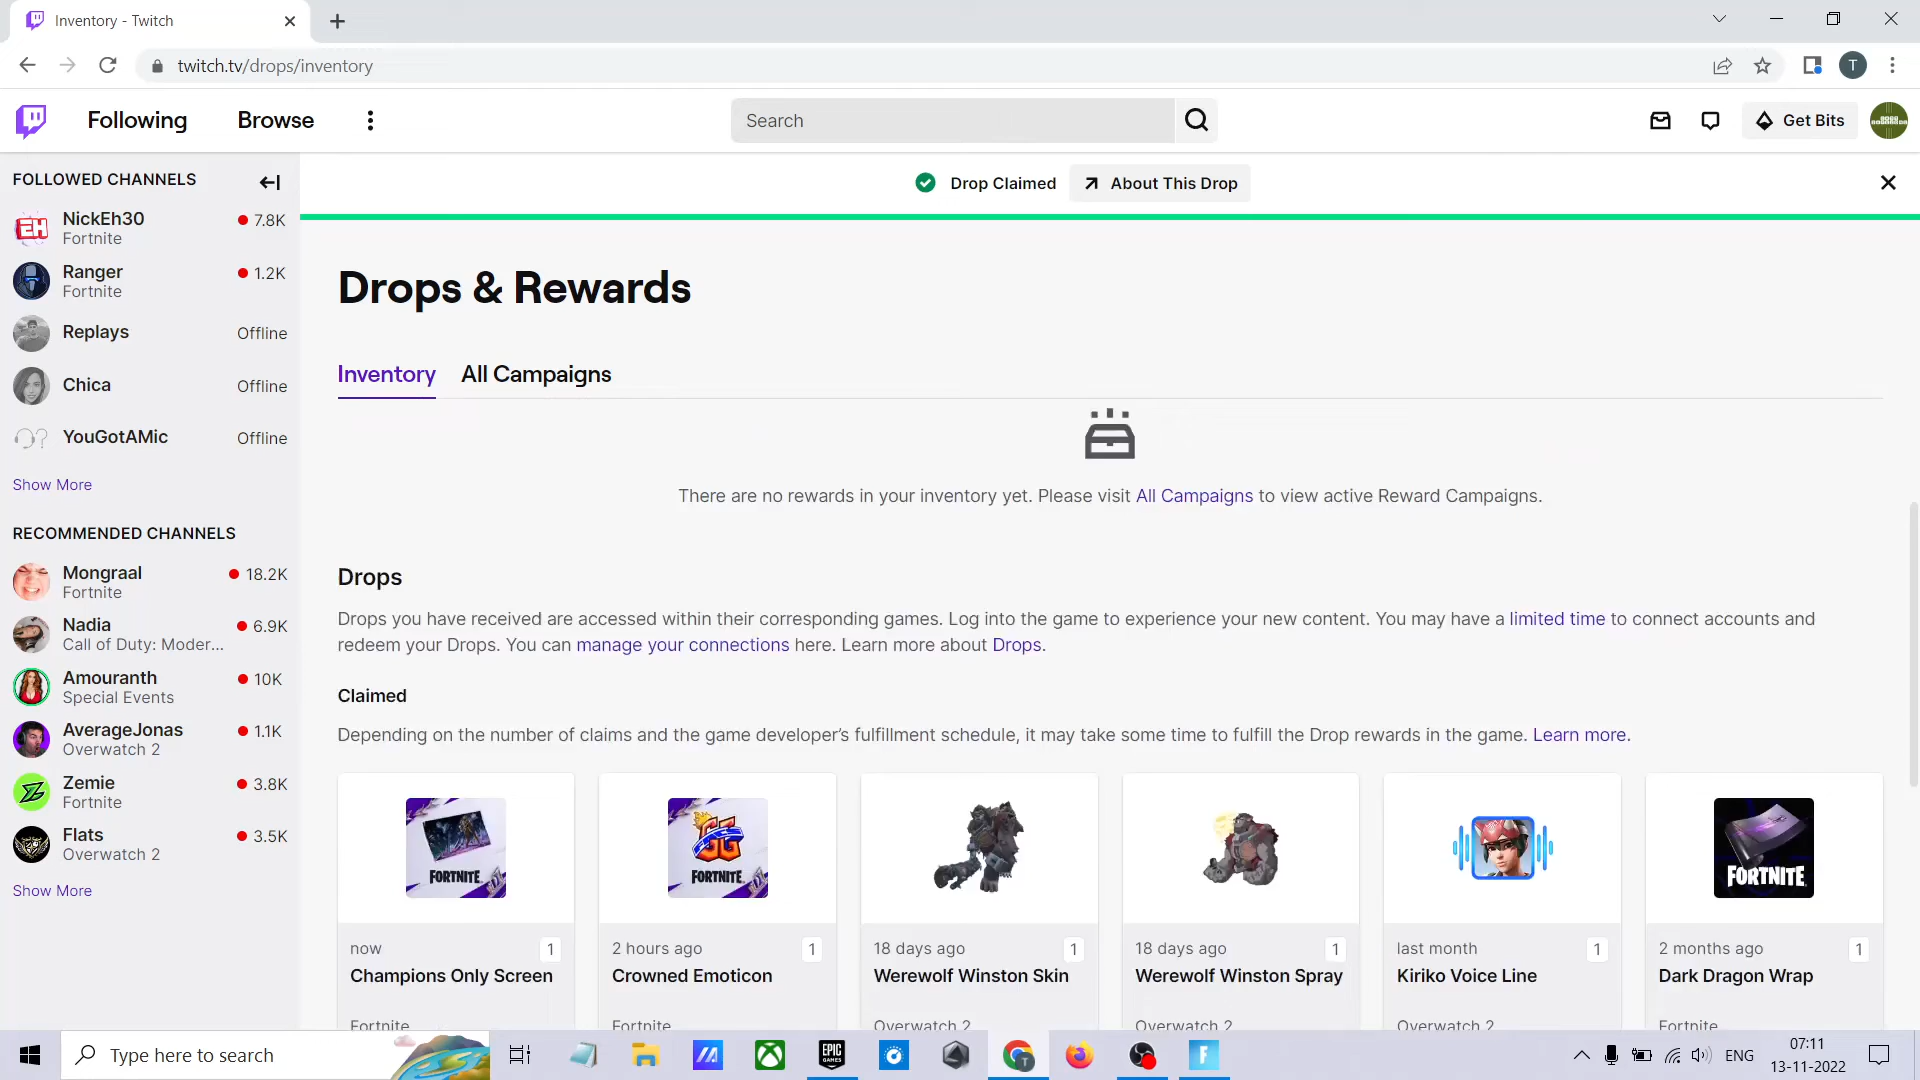 Inventory - Twitch
twitch.tv/drops/inventory
T
Following
Browse
Search
Get Bits
FOLLOWED CHANNELS
NickEh30
7.8K
Fortnite
Ranger
1.2K
Fortnite
Replays
Offline
Chica
Offline
YouGotAMic
Offline
Show More
RECOMMENDED CHANNELS
Mongraal
18.2K
Fortnite
Nadia
6.9K
Call of Duty: Moder...
Amouranth
10K
Special Events
AverageJonas
1.1K
Overwatch 2
Zemie
3.8K
Fortnite
Flats
3.5K
Overwatch 2
Show More
Drop Claimed
About This Drop
Drops & Rewards
Inventory
All Campaigns
There are no rewards in your inventory yet. Please visit All Campaigns to view active Reward Campaigns.
Drops
Drops you have received are accessed within their corresponding games. Log into the game to experience your new content. You may have a limited time to connect accounts and
redeem your Drops. You can manage your connections here. Learn more about Drops.
Claimed
Depending on the number of claims and the game developer's fulfillment schedule, it may take some time to fulfill the Drop rewards in the game. Learn more.
FORTNITE
now
1
Champions Only Screen
Fortnite
GG
FORTNITE
2 hours ago
1
Crowned Emoticon
Fortnite
18 days ago
1
Werewolf Winston Skin
Overwatch 2
18 days ago
1
Werewolf Winston Spray
Overwatch 2
last month
1
Kiriko Voice Line
Overwatch 2
FORTNITE
2 months ago
1
Dark Dragon Wrap
Fortnite
Type here to search
EPIC
GAMES
T
F
ENG
07:11
13-11-2022